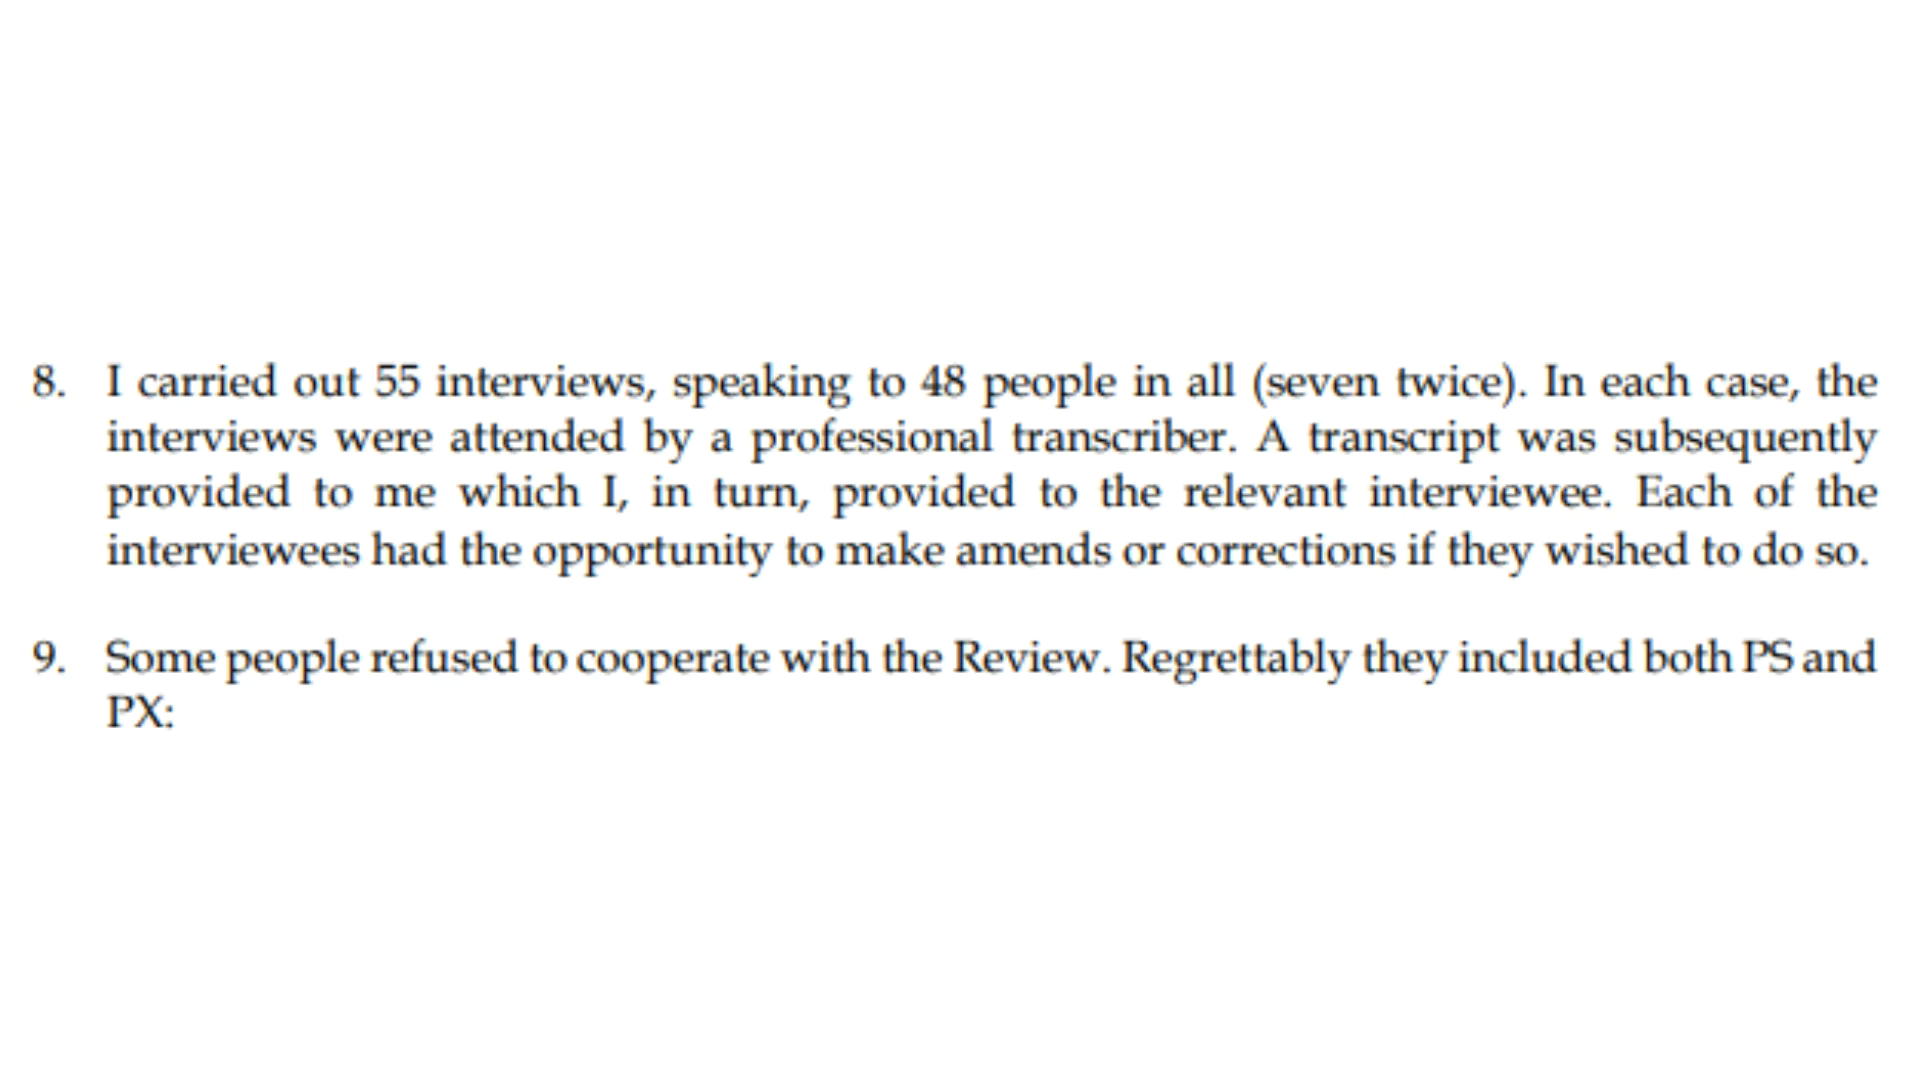 8. I carried out 55 interviews, speaking to 48 people in all (seven twice). In each case, the
interviews were attended by a professional transcriber. A transcript was subsequently
provided to me which I, in turn, provided to the relevant interviewee. Each of the
interviewees had the opportunity to make amends or corrections if they wished to do so.
9. Some people refused to cooperate with the Review. Regrettably they included both PS and
PX: